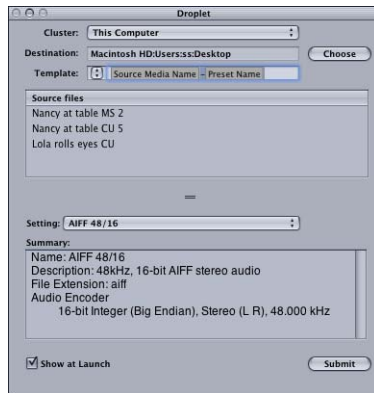 Droplet
Cluster: This Computer
Destination: Macintosh HD:Users:ss:Desktop Choose
Template: Source Media Name - Preset Name
Source files
Nancy at table MS 2
Nancy at table CU 5
Lola rolls eyes CU
Setting: AIFF 48/16
Summary:
Name: AIFF 48/16
Description: 48kHz, 16-bit AIFF stereo audio
File Extension: aiff
Audio Encoder
16-bit Integer (Big Endian), Stereo (L R), 48.000 kHz
Show at Launch Submit